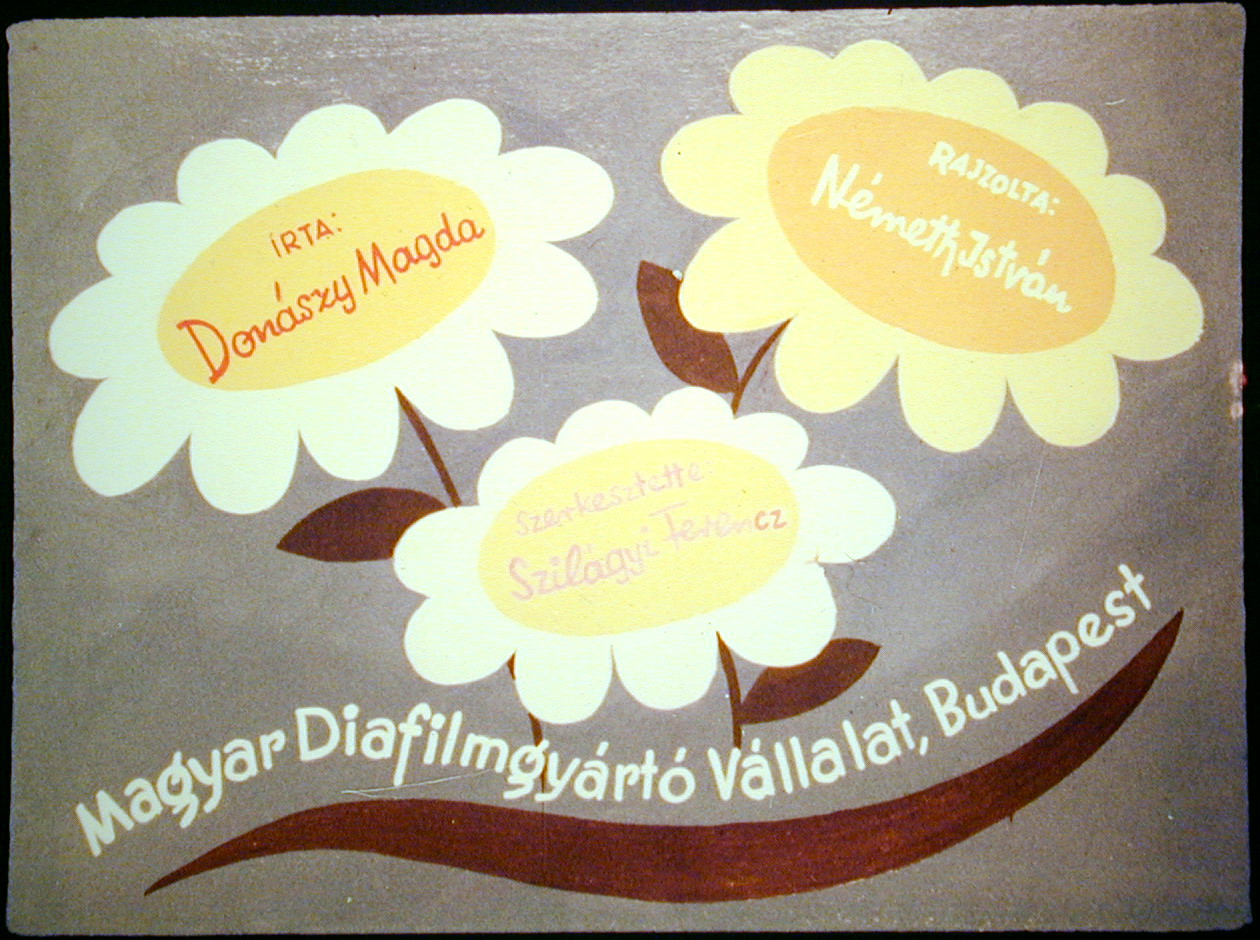 ÍRTA:
Donászy Magda
RAJZOLTA:
Németh István
Szerkesztette:
Szilágyi Ferencz
Magyar Diafilmgyártó Vállalat, Budapest